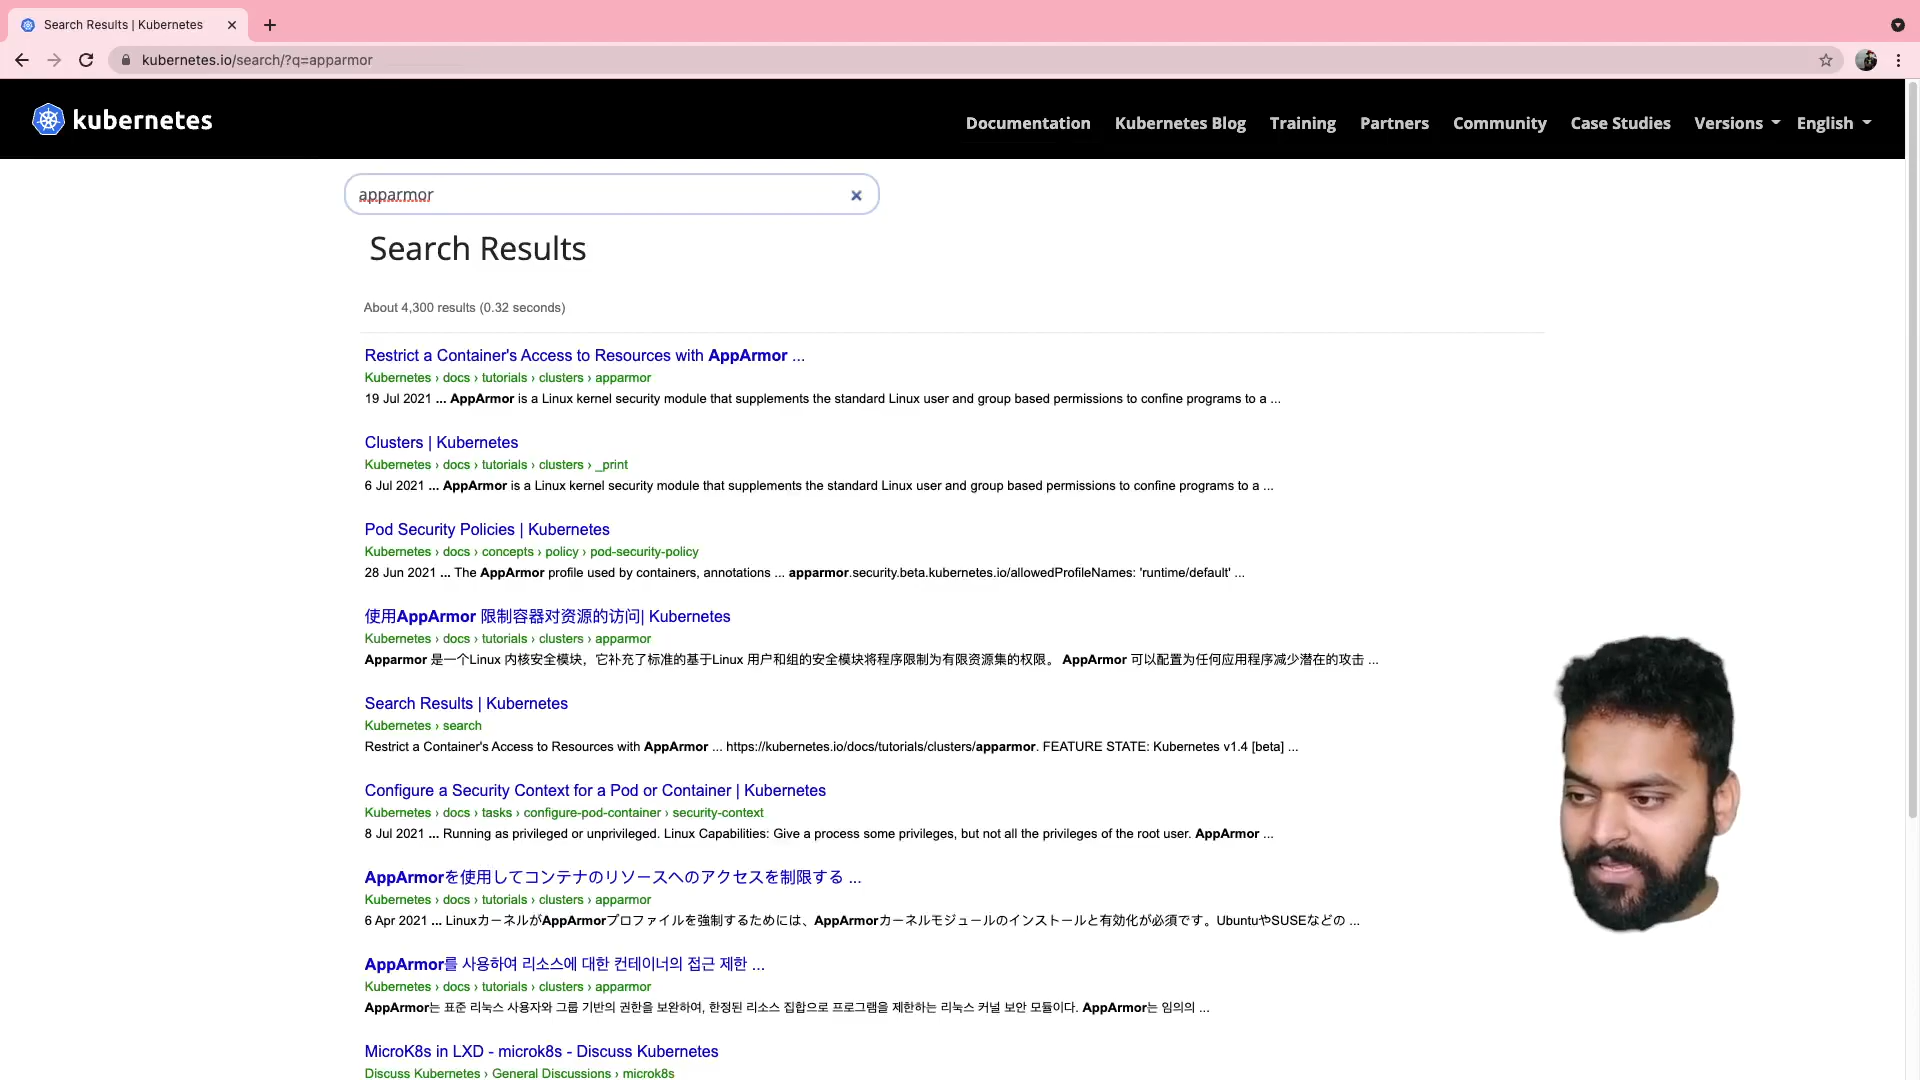 Search Results | Kubernetes
kubernetes.io/search/?q=apparmor
kubernetes
Documentation Kubernetes Blog Training Partners Community Case Studies Versions English
apparmor
Search Results
About 4,300 results (0.32 seconds)
Restrict a Container's Access to Resources with AppArmor ...
Kubernetes › docs › tutorials › clusters › apparmor
19 Jul 2021 ... AppArmor is a Linux kernel security module that supplements the standard Linux user and group based permissions to confine programs to a ...
Clusters | Kubernetes
Kubernetes › docs › tutorials › clusters › _print
6 Jul 2021 ... AppArmor is a Linux kernel security module that supplements the standard Linux user and group based permissions to confine programs to a ...
Pod Security Policies | Kubernetes
Kubernetes › docs › concepts › policy › pod-security-policy
28 Jun 2021 ... The AppArmor profile used by containers, annotations ... apparmor.security.beta.kubernetes.io/allowedProfileNames: 'runtime/default' ...
使用AppArmor 限制容器对资源的访问| Kubernetes
Kubernetes › docs › tutorials › clusters › apparmor
Apparmor 是一个Linux 内核安全模块，它补充了标准的基于Linux 用户和组的安全模块将程序限制为有限资源集的权限。 AppArmor 可以配置为任何应用程序减少潜在的攻击 ...
Search Results | Kubernetes
Kubernetes › search
Restrict a Container's Access to Resources with AppArmor ... https://kubernetes.io/docs/tutorials/clusters/apparmor. FEATURE STATE: Kubernetes v1.4 [beta] ...
Configure a Security Context for a Pod or Container | Kubernetes
Kubernetes › docs › tasks › configure-pod-container › security-context
8 Jul 2021 ... Running as privileged or unprivileged. Linux Capabilities: Give a process some privileges, but not all the privileges of the root user. AppArmor ...
AppArmorを使用してコンテナのリソースへのアクセスを制限する ...
Kubernetes › docs › tutorials › clusters › apparmor
6 Apr 2021 ... LinuxカーネルがAppArmorプロファイルを強制するためには、AppArmorカーネルモジュールのインストールと有効化が必須です。UbuntuやSUSEなどの ...
AppArmor를 사용하여 리소스에 대한 컨테이너의 접근 제한 ...
Kubernetes › docs › tutorials › clusters › apparmor
AppArmor는 표준 리눅스 사용자와 그룹 기반의 권한을 보완하여, 한정된 리소스 집합으로 프로그램을 제한하는 리눅스 커널 보안 모듈이다. AppArmor는 임의의 ...
MicroK8s in LXD - microk8s - Discuss Kubernetes
Discuss Kubernetes › General Discussions › microk8s